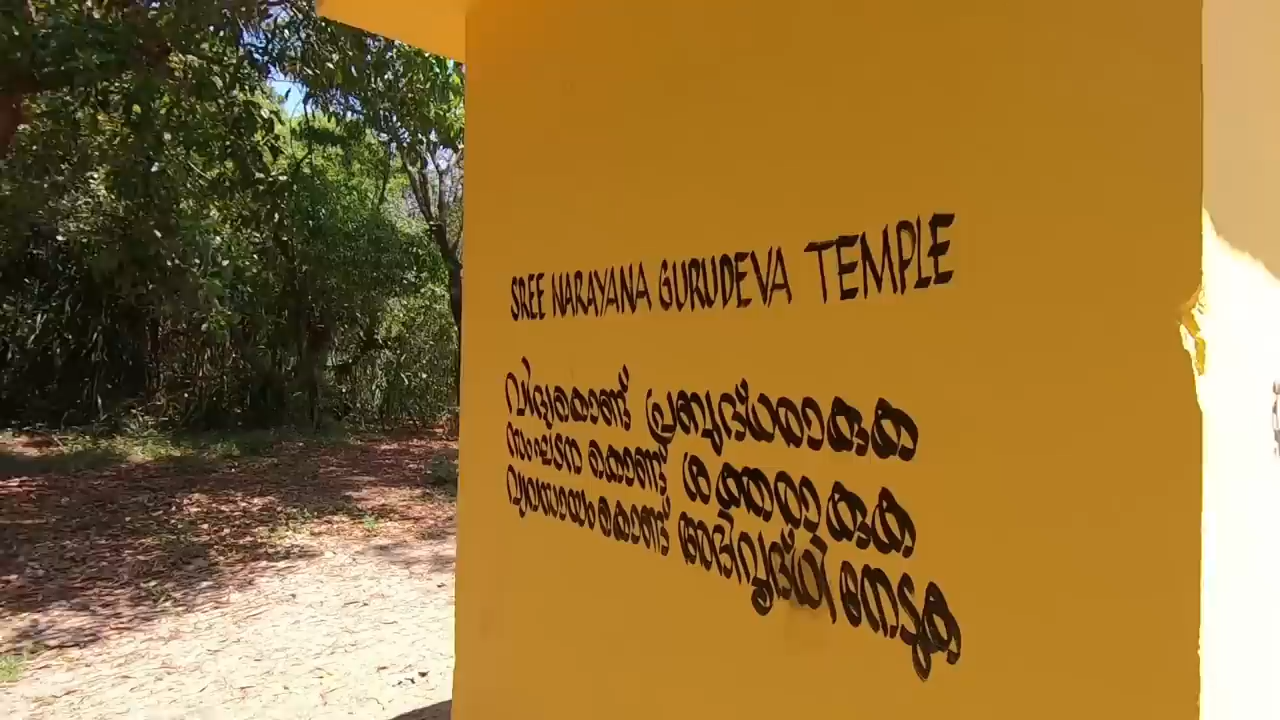 SREE NARAYANA GURUDEVA TEMPLE
വിദ്യകൊണ്ട് പ്രബുദ്ധരാകുക
സംഘടന കൊണ്ട് ശക്തരാകുക
വ്യവസായം കൊണ്ട് അഭിവൃദ്ധി നേടുക